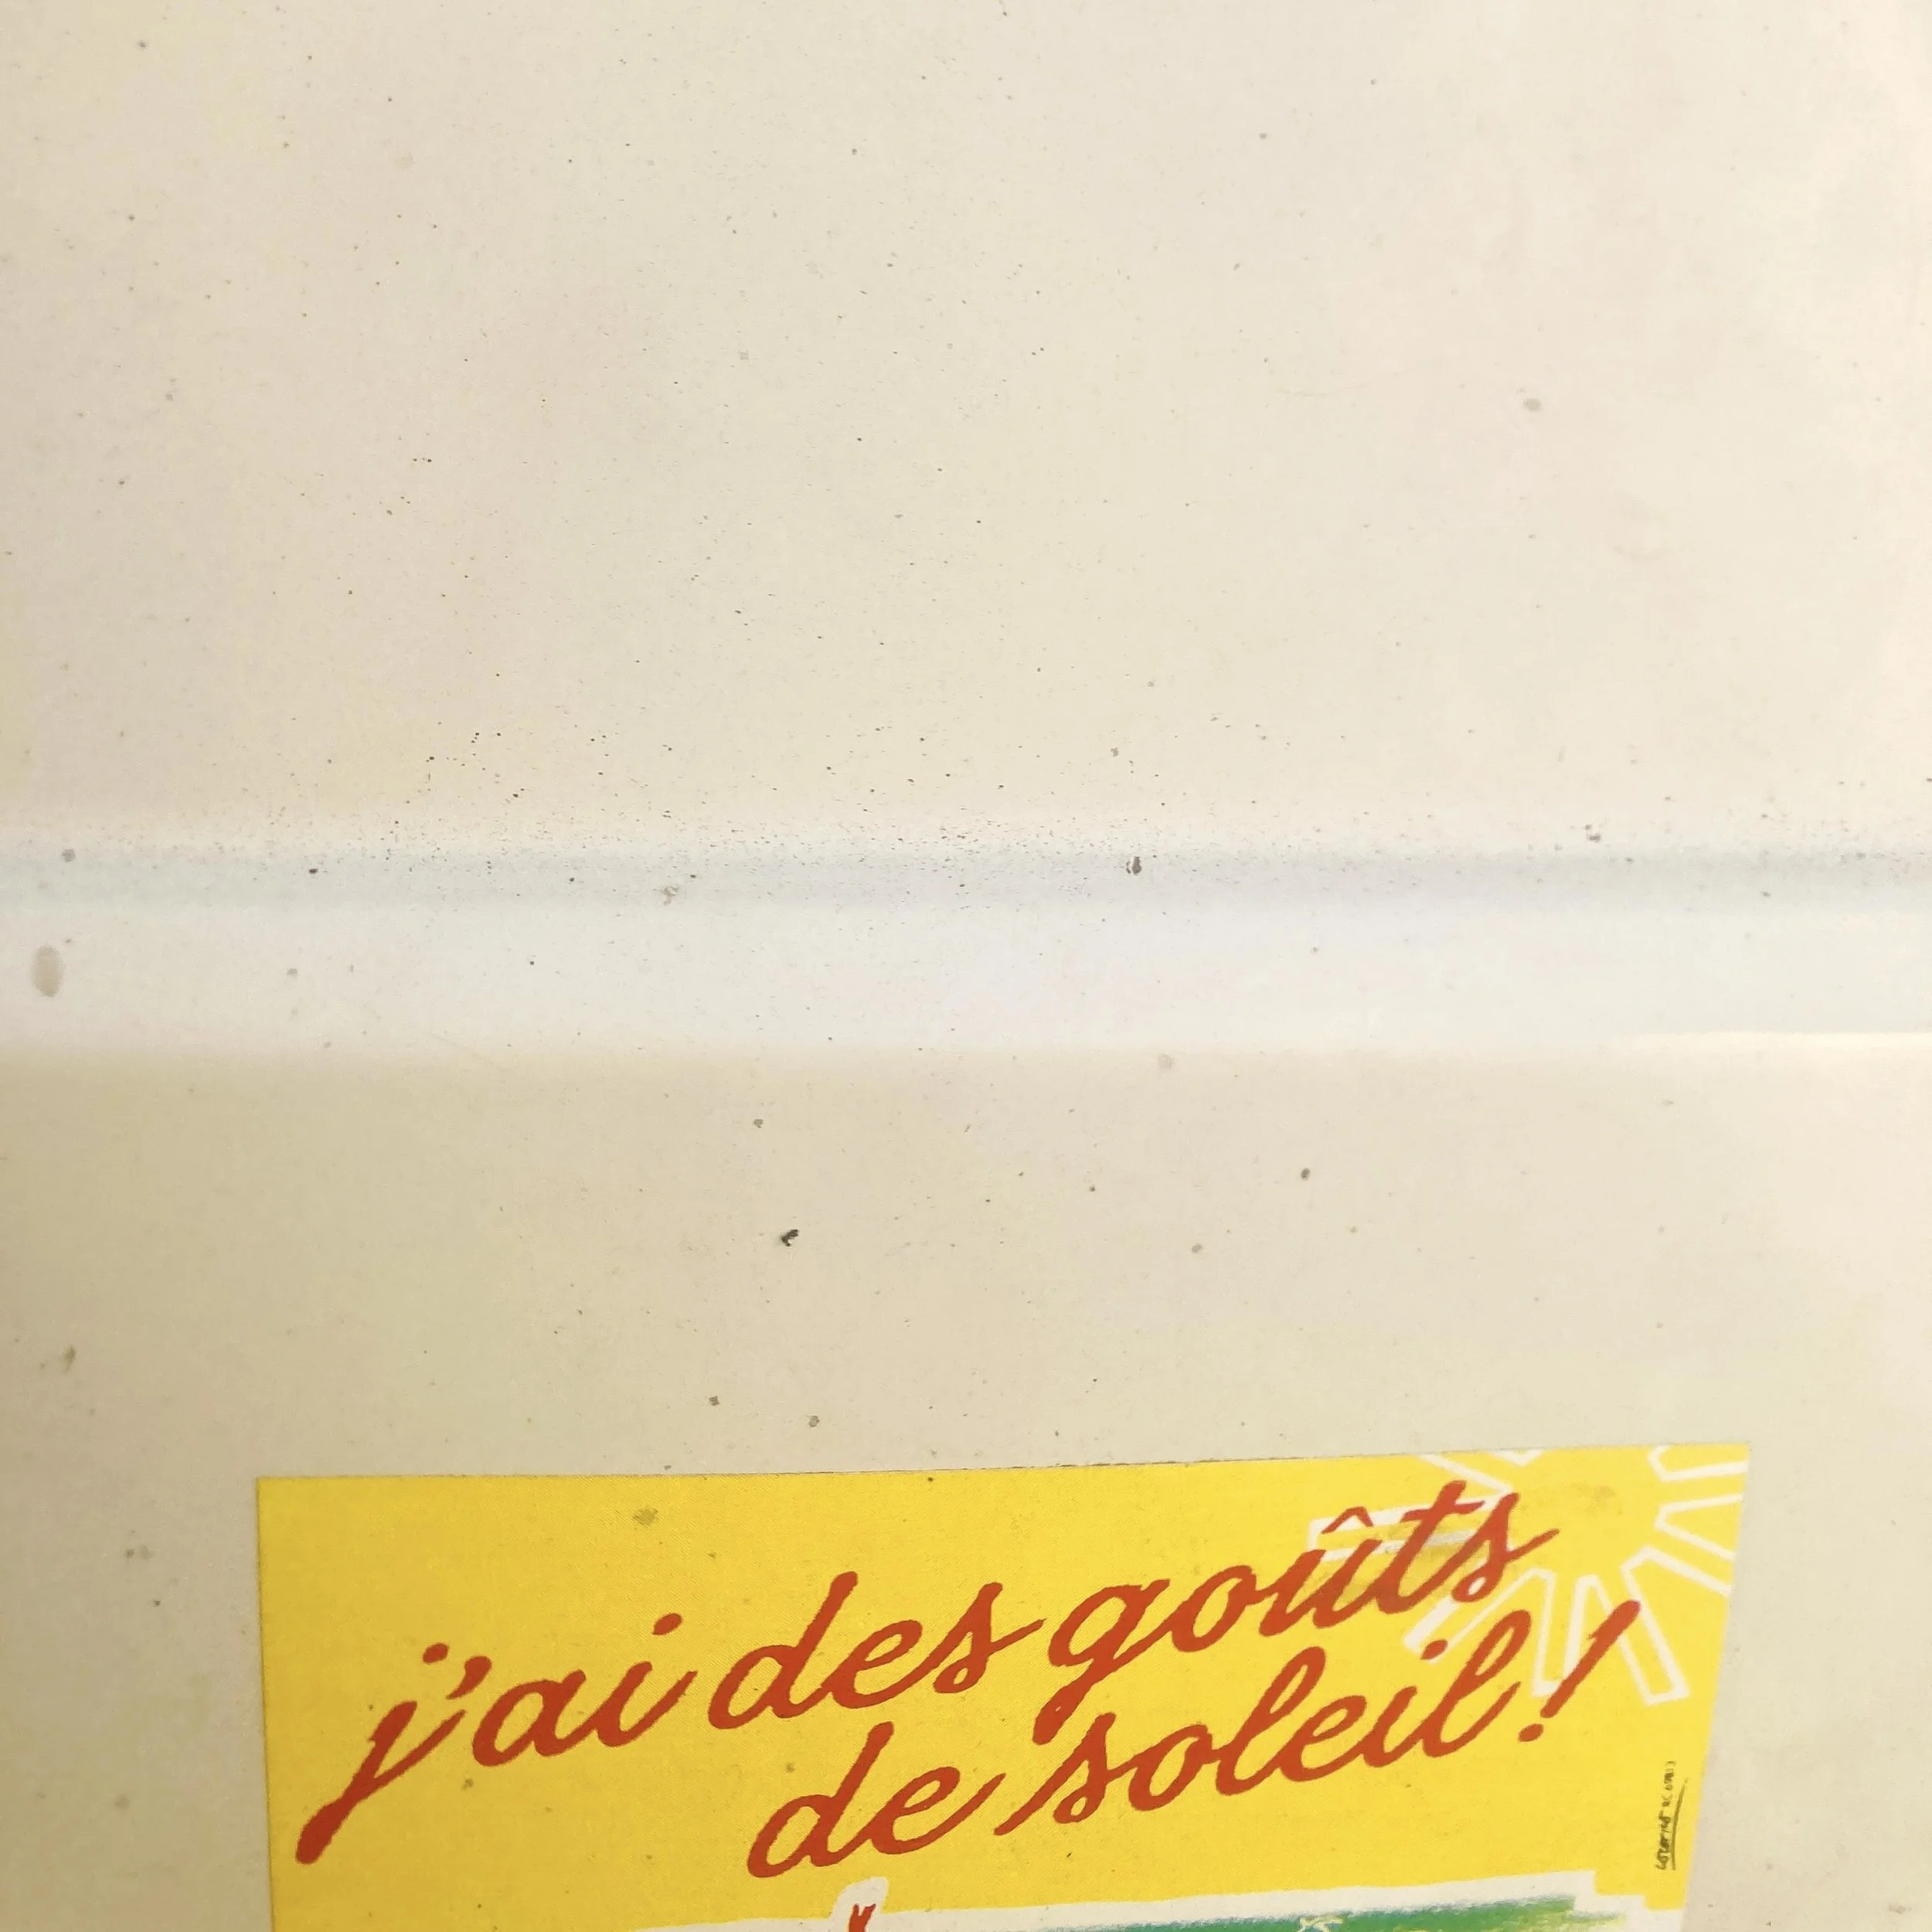 j'ai des goûts
de soleil!